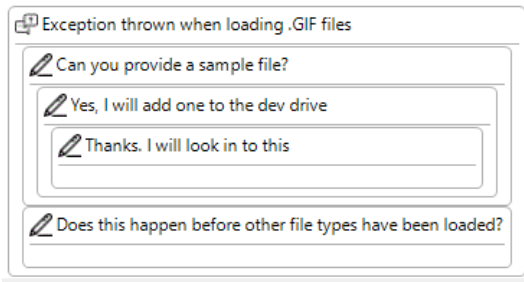 Exception thrown when loading .GIF files
Can you provide a sample file?
Yes, I will add one to the dev drive
Thanks. I will look in to this
Does this happen before other file types have been loaded?